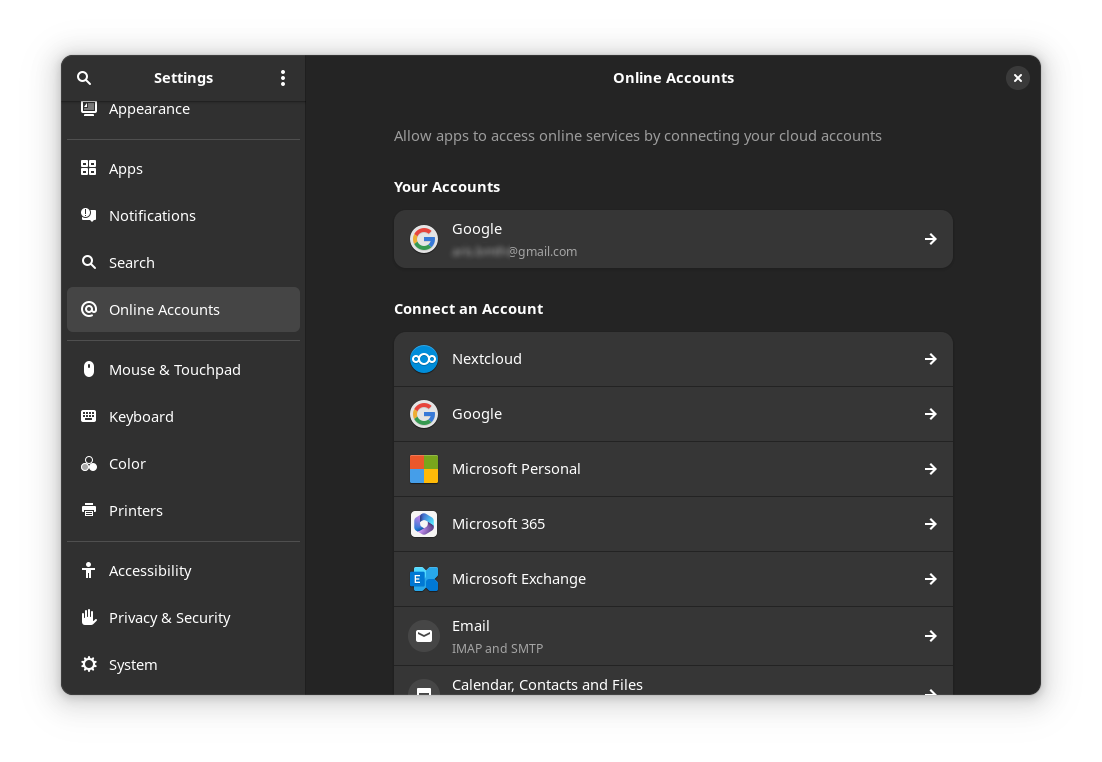 Settings
Appearance
Apps
Notifications
Search
Online Accounts
Mouse & Touchpad
Keyboard
Color
Printers
Accessibility
Privacy & Security
System
Online Accounts
Allow apps to access online services by connecting your cloud accounts
Your Accounts
Google
@gmail.com
Connect an Account
Nextcloud
Google
Microsoft Personal
Microsoft 365
Microsoft Exchange
Email
IMAP and SMTP
Calendar, Contacts and Files